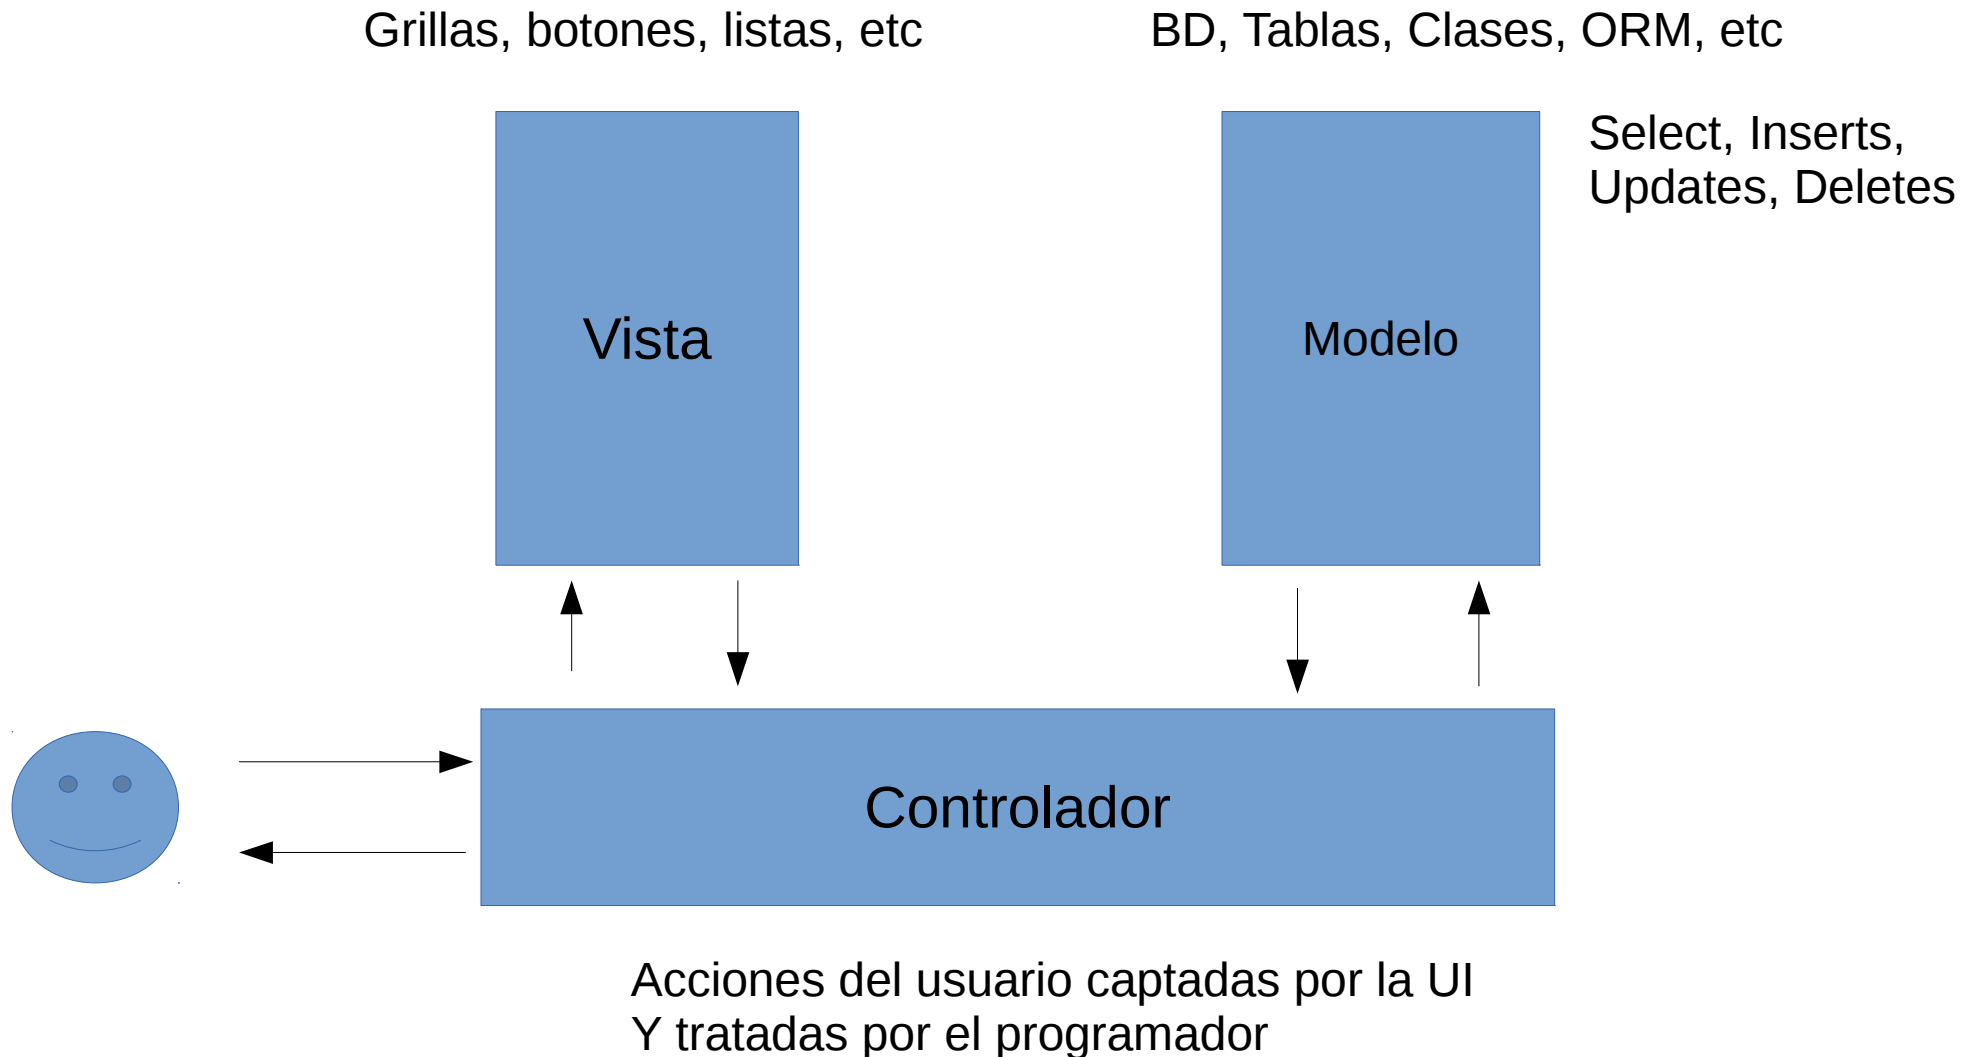 Grillas, botones, listas, etc
BD, Tablas, Clases, ORM, etc
Select, Inserts,
Updates, Deletes
Vista
Modelo
Controlador
Acciones del usuario captadas por la UI
Y tratadas por el programador